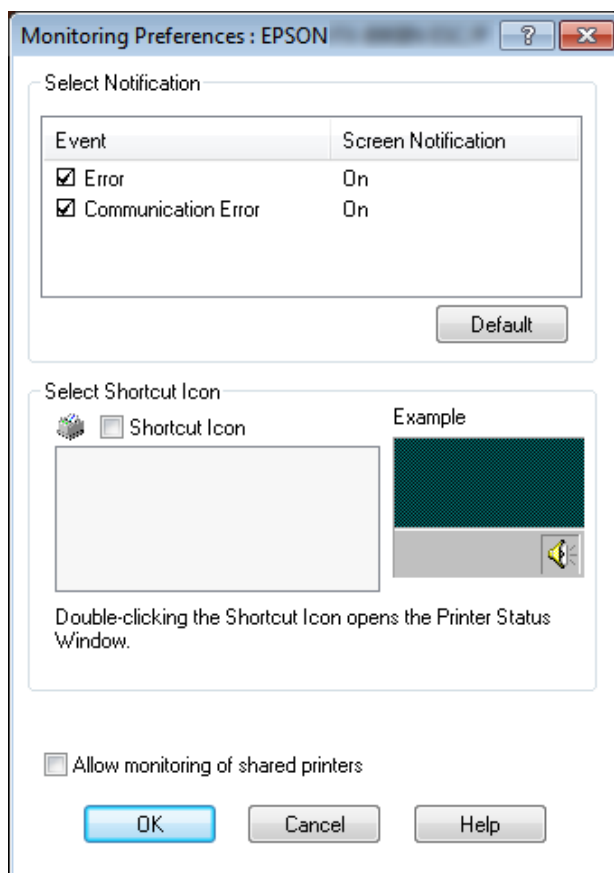 Monitoring Preferences : EPSON
Select Notification
Event Screen Notification
Error On
Communication Error On
Default
Select Shortcut Icon
Shortcut Icon
Example
Double-clicking the Shortcut Icon opens the Printer Status
Window.
Allow monitoring of shared printers
OK Cancel Help